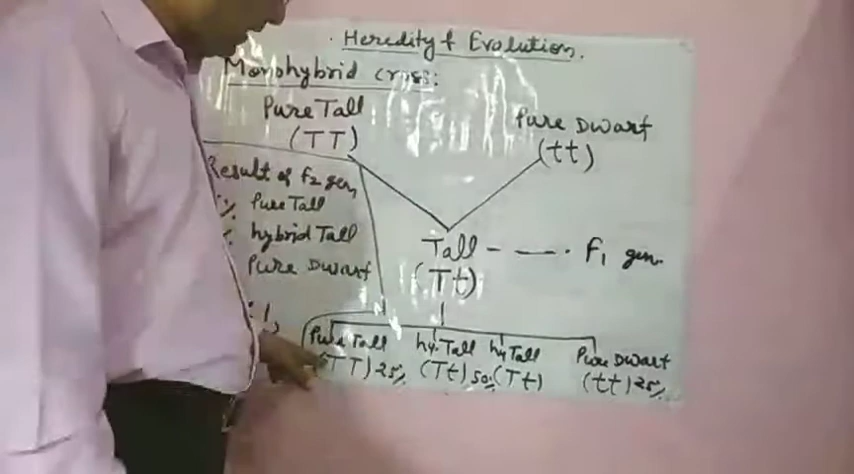 Heredity & Evolution.
Monohybrid cross:
Pure Tall
(TT)
Pure Dwarf
(tt)
Result of F2 gen,
% Pure Tall
% hybrid Tall
Pure Dwarf
Tall - —— . F1 gen.
(Tt)
Pure Tall hy. Tall hy Tall Pure Dwarf
(TT) 25% (Tt) 50% (Tt) (tt) 25%